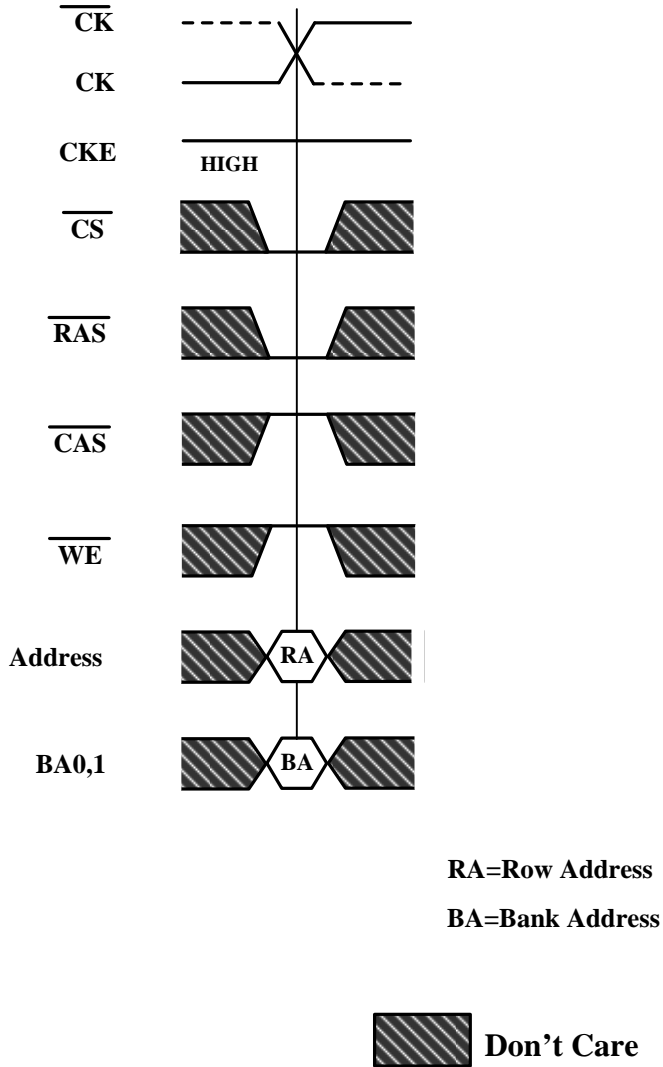 CK
CK
CKE
HIGH
CS
RAS
CAS
WE
Address
RA
BA0,1
BA
RA=Row Address
BA=Bank Address
Don't Care